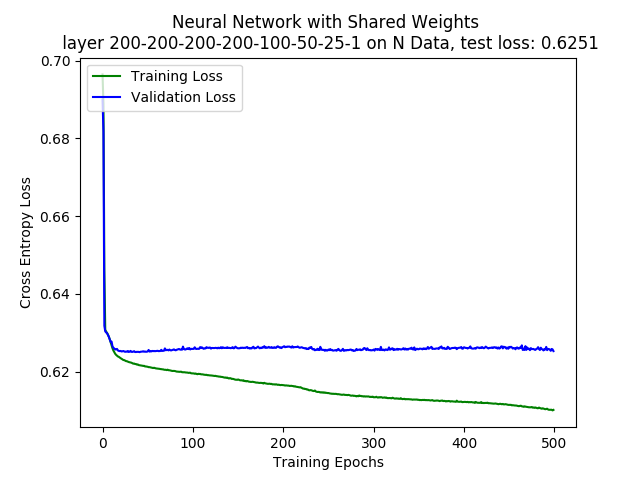 Neural Network with Shared Weights
layer 200-200-200-200-100-50-25-1 on N Data, test loss: 0.6251
0.70
Training Loss
Validation Loss
0.68
0.66
0.64
0.62
Cross Entropy Loss
0 100 200 300 400 500
Training Epochs